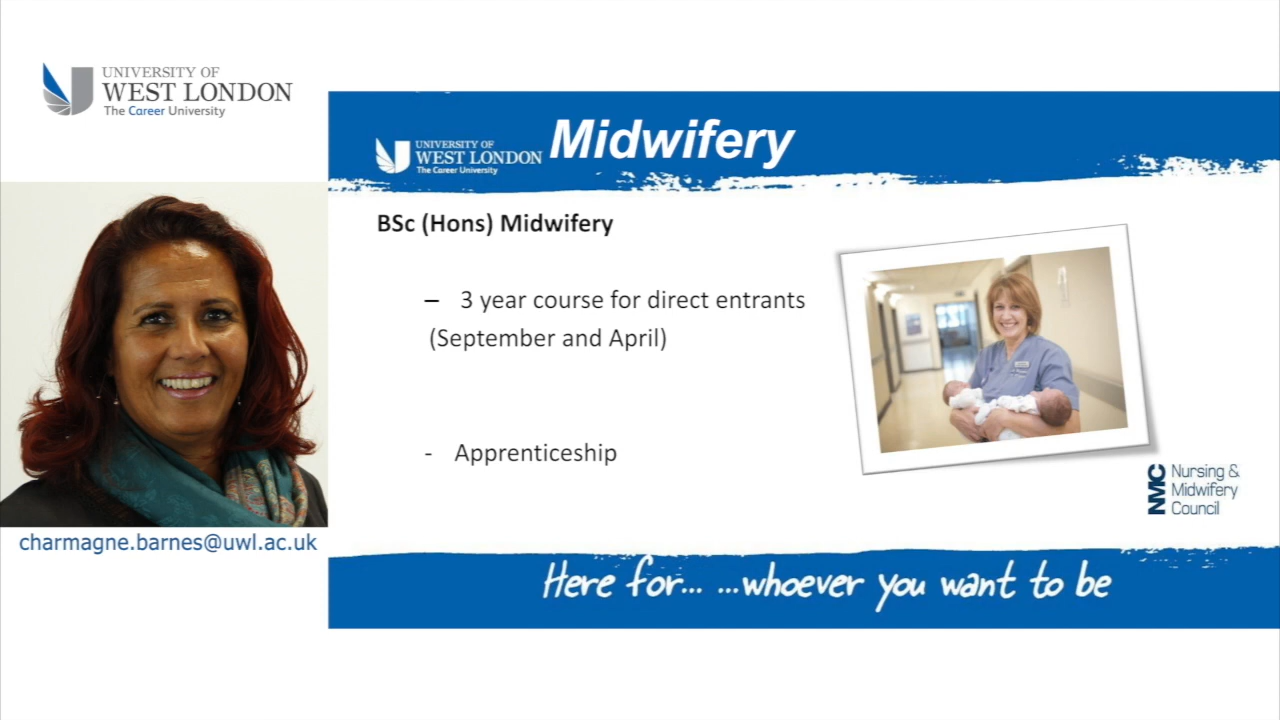 UNIVERSITY OF
WEST LONDON
The Career University
UNIVERSITY OF
WEST LONDON
The Career University
Midwifery
BSc (Hons) Midwifery
– 3 year course for direct entrants
(September and April)
- Apprenticeship
NMC
Nursing &
Midwifery
Council
charmagne.barnes@uwl.ac.uk
Here for... ...whoever you want to be